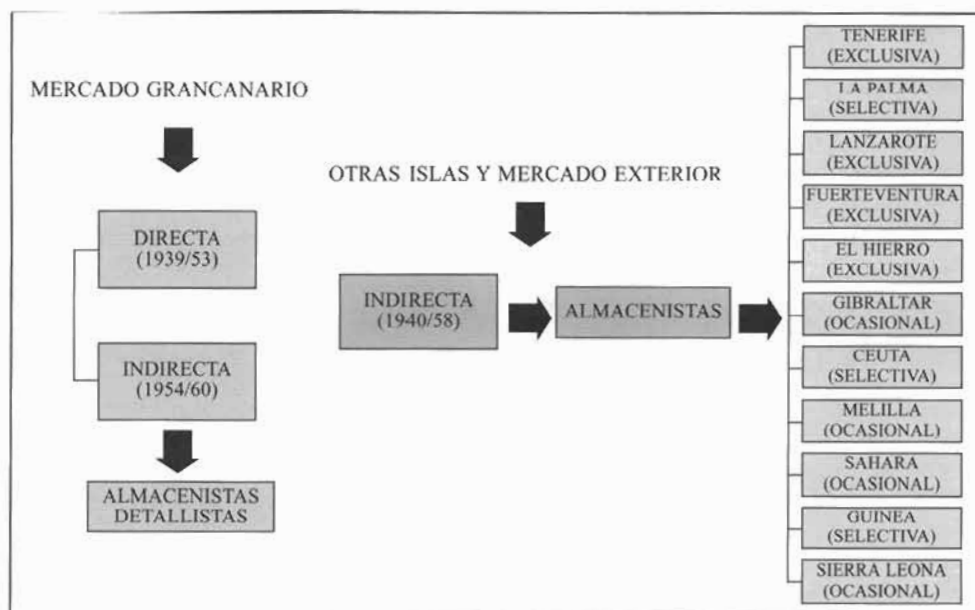 MERCADO GRANCANARIO
DIRECTA
(1939/53)
INDIRECTA
(1954/60)
ALMACENISTAS
DETALLISTAS
OTRAS ISLAS Y MERCADO EXTERIOR
INDIRECTA
(1940/58)
ALMACENISTAS
TENERIFE
(EXCLUSIVA)
LA PALMA
(SELECTIVA)
LANZAROTE
(EXCLUSIVA)
FUERTEVENTURA
(EXCLUSIVA)
EL HIERRO
(EXCLUSIVA)
GIBRALTAR
(OCASIONAL)
CEUTA
(SELECTIVA)
MELILLA
(OCASIONAL)
SAHARA
(OCASIONAL)
GUINEA
(SELECTIVA)
SIERRA LEONA
(OCASIONAL)